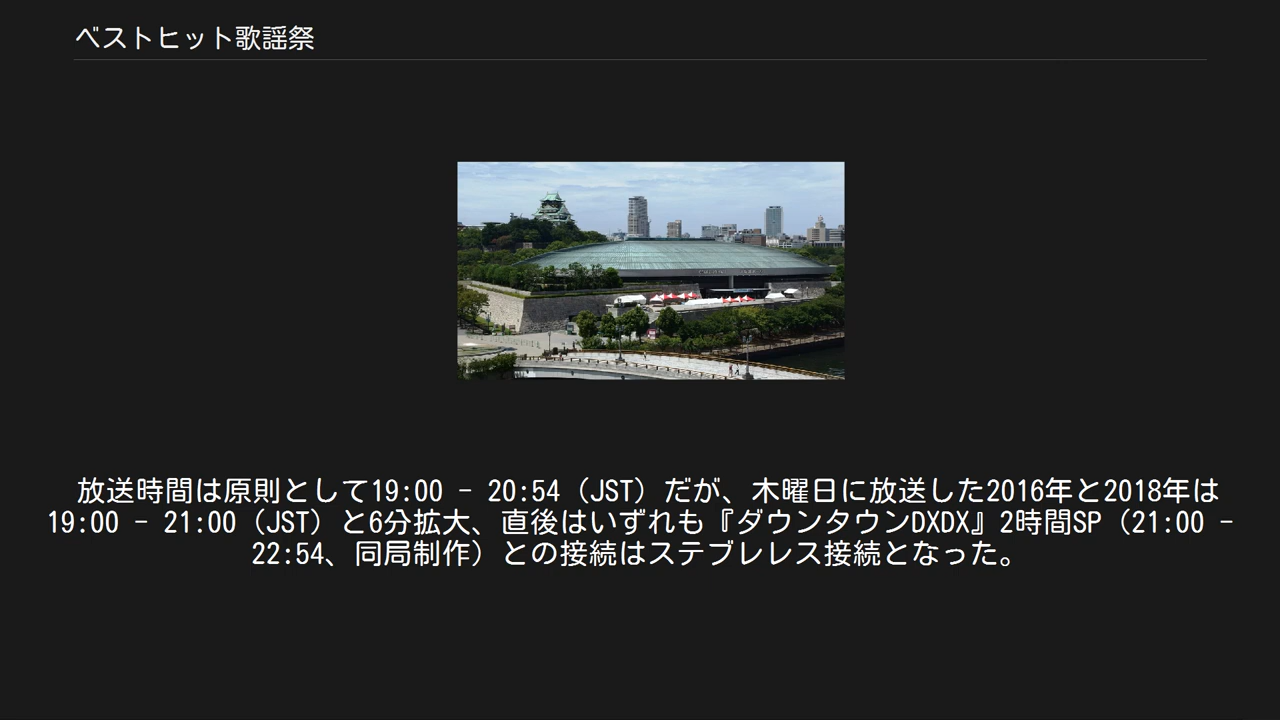 ベストヒット歌謡祭
放送時間は原則として19:00 - 20:54（JST）だが、木曜日に放送した2016年と2018年は
19:00 - 21:00（JST）と6分拡大、直後はいずれも『ダウンタウンDXDX』2時間SP（21:00 -
22:54、同局制作）との接続はステブレレス接続となった。